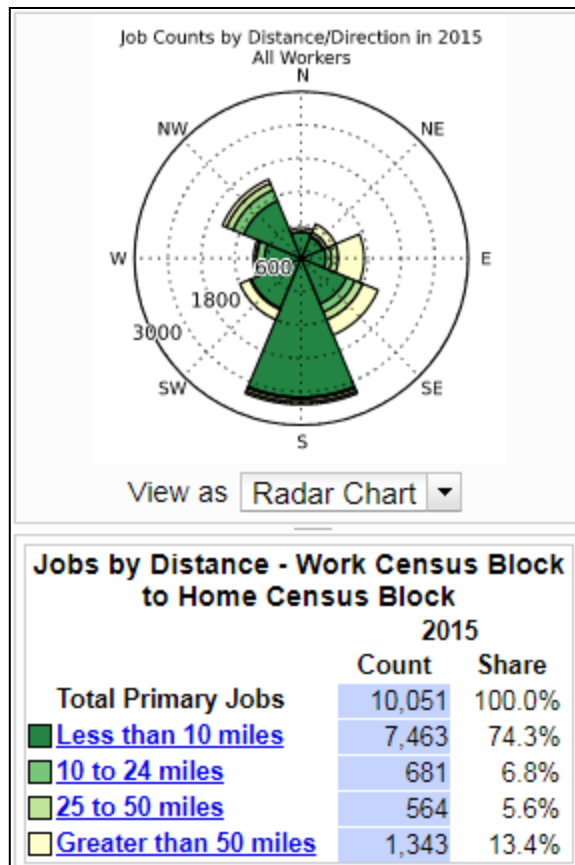 Job Counts by Distance/Direction in 2015
All Workers
N
NW NE
W E
600
1800
3000
SW SE
S
View as Radar Chart
Jobs by Distance - Work Census Block
to Home Census Block
2015
Count Share
Total Primary Jobs 10,051 100.0%
Less than 10 miles 7,463 74.3%
10 to 24 miles 681 6.8%
25 to 50 miles 564 5.6%
Greater than 50 miles 1,343 13.4%